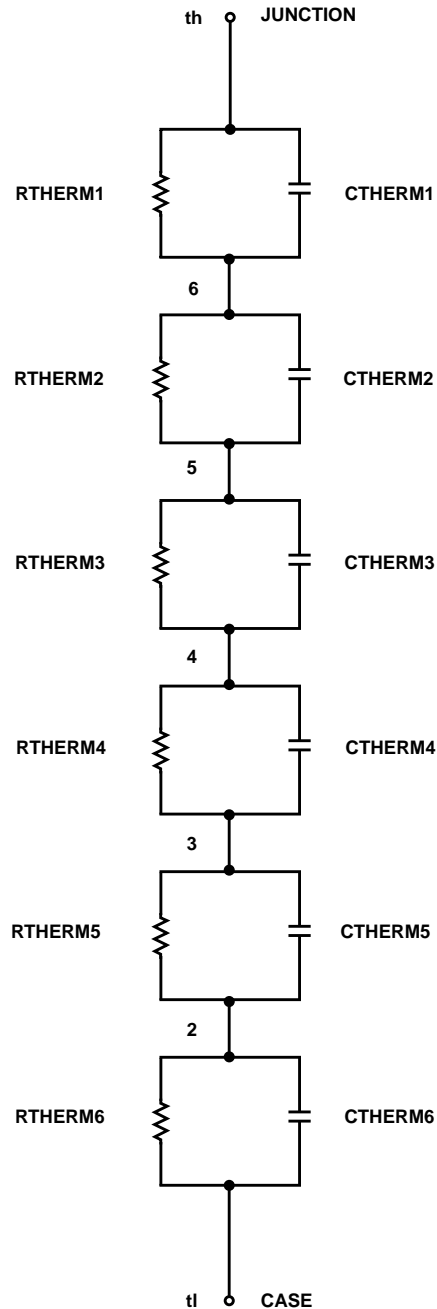 th JUNCTION
RTHERM1 CTHERM1
6
RTHERM2 CTHERM2
5
RTHERM3 CTHERM3
4
RTHERM4 CTHERM4
3
RTHERM5 CTHERM5
2
RTHERM6 CTHERM6
tl CASE